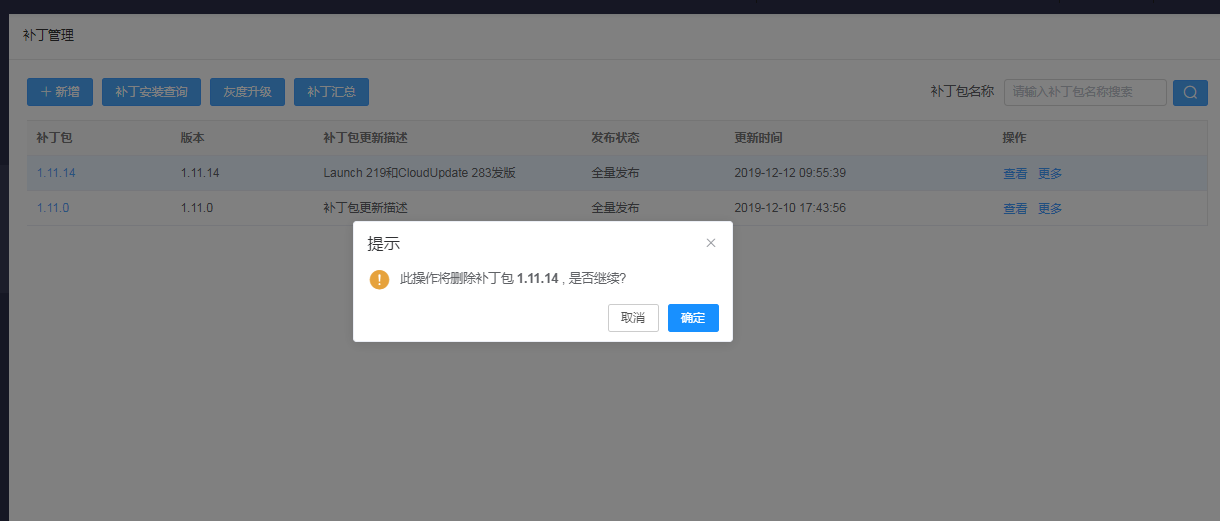 补丁管理
新增 补丁安装查询 灰度升级 补丁汇总 补丁包名称 请输入补丁包名称搜索
补丁包 版本 补丁包更新描述 发布状态 更新时间 操作
1.11.14 1.11.14 Launch 219和CloudUpdate 283发版 全量发布 2019-12-12 09:55:39 查看 更多
1.11.0 1.11.0 补丁包更新描述 全量发布 2019-12-10 17:43:56 查看 更多
提示
此操作将删除补丁包 1.11.14 , 是否继续?
取消 确定